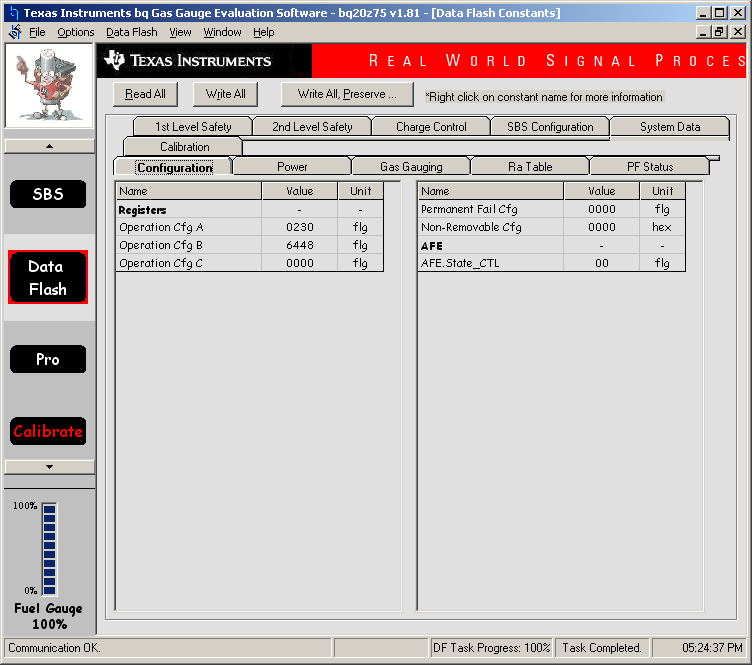 Texas Instruments bq Gas Gauge Evaluation Software - bq20z75 v1.81 - [Data Flash Constants]
File Options Data Flash View Window Help
TEXAS INSTRUMENTS REAL WORLD SIGNAL PROCES
Read All Write All Write All, Preserve ... *Right click on constant name for more information
1st Level Safety 2nd Level Safety Charge Control SBS Configuration System Data
Calibration
Configuration Power Gas Gauging Ra Table PF Status
Name Value Unit Name Value Unit
Registers - - Permanent Fail Cfg 0000 flg
Operation Cfg A 0230 flg Non-Removable Cfg 0000 hex
Operation Cfg B 6448 flg AFE - -
Operation Cfg C 0000 flg AFE.State_CTL 00 flg
SBS
Data
Flash
Pro
Calibrate
100%
0%
Fuel Gauge
100%
Communication OK. DF Task Progress: 100% Task Completed. 05:24:37 PM